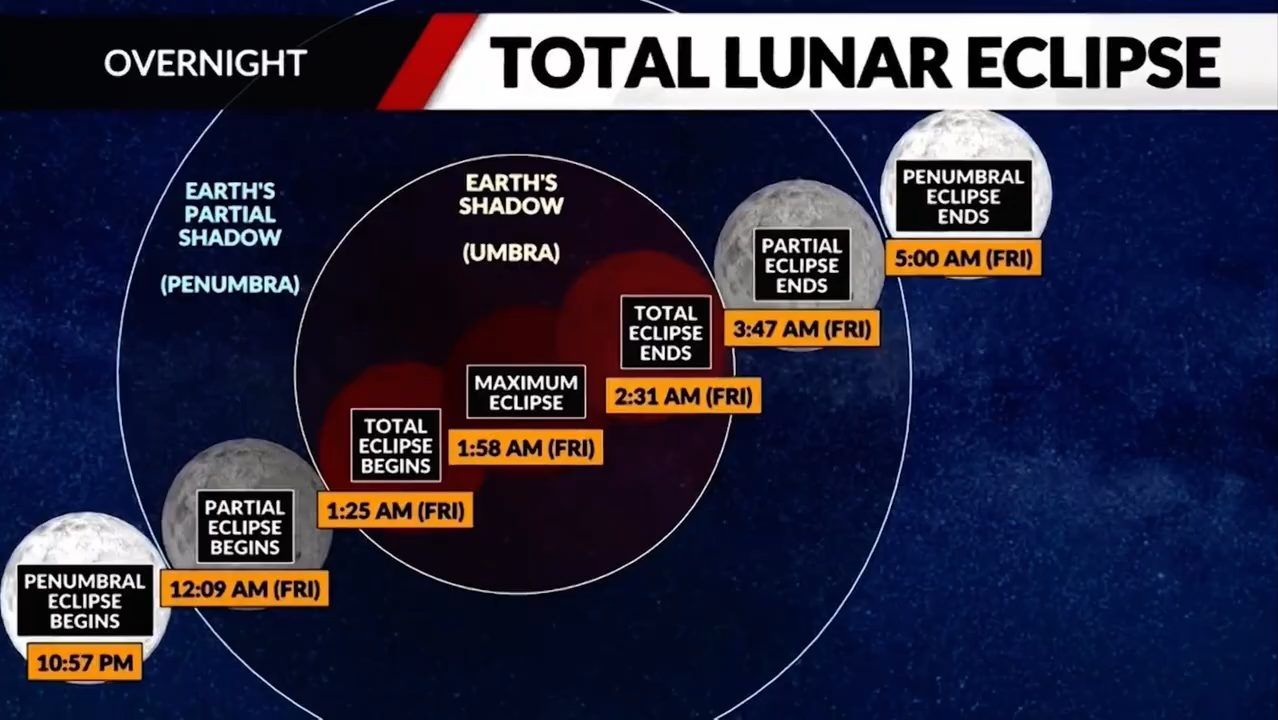 OVERNIGHT
TOTAL LUNAR ECLIPSE
EARTH'S
PARTIAL
SHADOW
(PENUMBRA)
EARTH'S
SHADOW
(UMBRA)
PENUMBRAL
ECLIPSE
BEGINS
10:57 PM
PARTIAL
ECLIPSE
BEGINS
12:09 AM (FRI)
TOTAL
ECLIPSE
BEGINS
1:25 AM (FRI)
MAXIMUM
ECLIPSE
1:58 AM (FRI)
TOTAL
ECLIPSE
ENDS
2:31 AM (FRI)
PARTIAL
ECLIPSE
ENDS
3:47 AM (FRI)
PENUMBRAL
ECLIPSE
ENDS
5:00 AM (FRI)